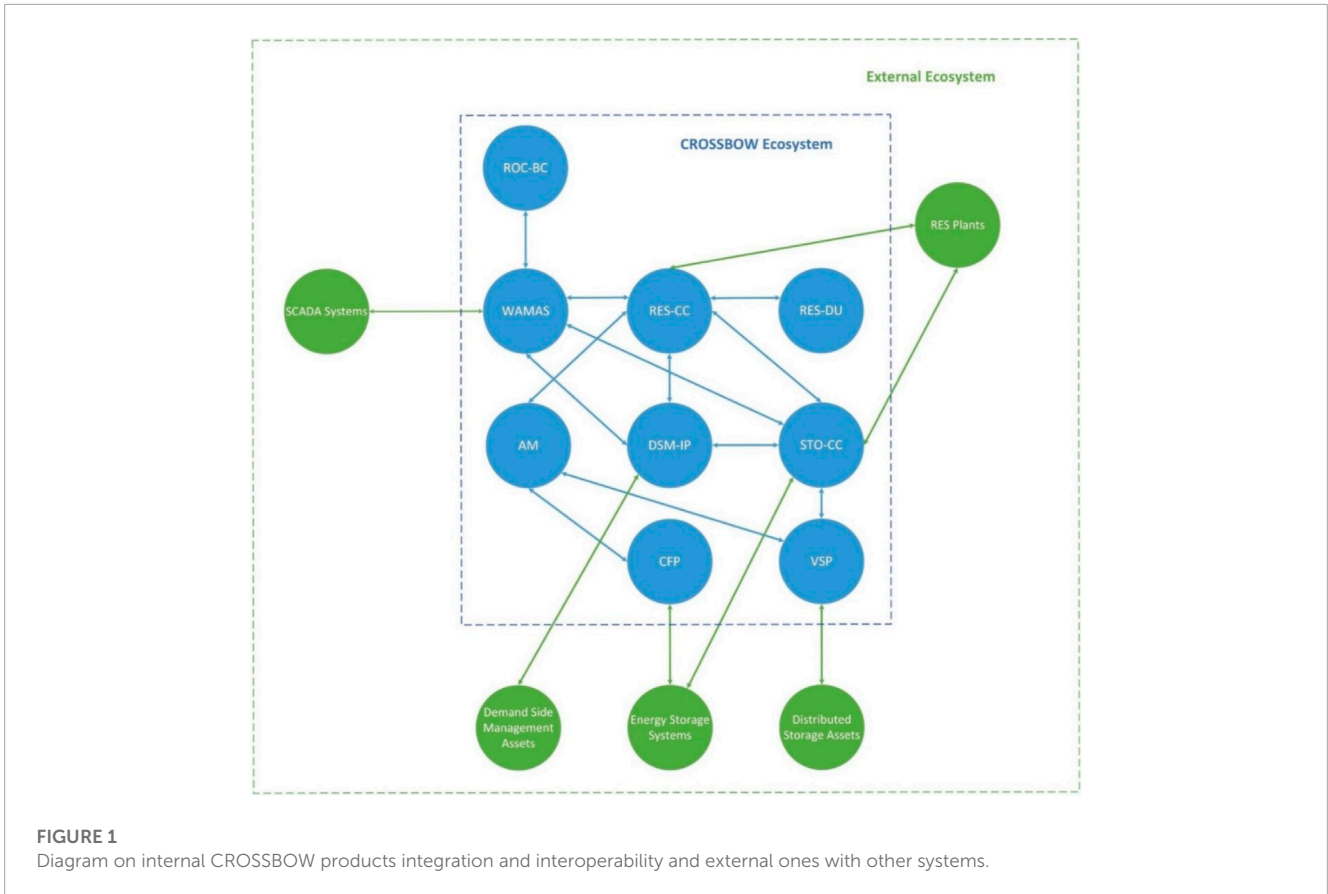 External Ecosystem
CROSSBOW Ecosystem
ROC-BC
RES Plants
SCADA Systems
WAMAS
RES-CC
RES-DU
AM
DSM-IP
STO-CC
CFP
VSP
Demand Side
Management
Assets
Energy Storage
Systems
Distributed
Storage Assets
FIGURE 1
Diagram on internal CROSSBOW products integration and interoperability and external ones with other systems.